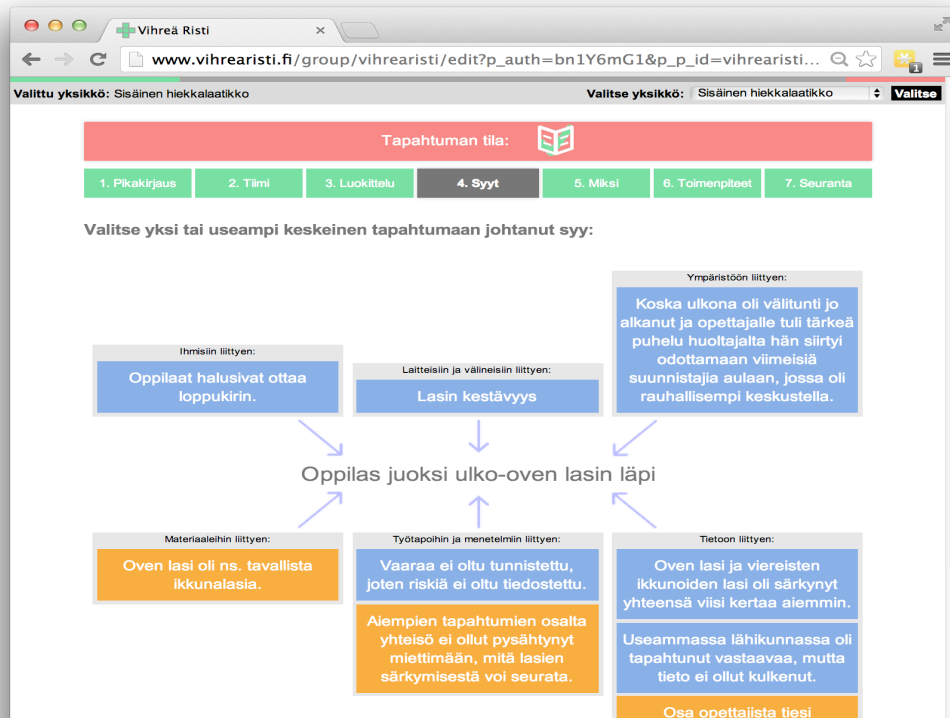 Vihreä Risti
www.vihrearisti.fi/group/vihrearisti/edit?p_auth=bn1Y6mG1&p_p_id=vihrearisti...
1
Valittu yksikkö: Sisäinen hiekkalaatikko
Valitse yksikkö: Sisäinen hiekkalaatikko Valitse
Tapahtuman tila:
1. Pikakirjaus 2. Tiimi 3. Luokittelu 4. Syyt 5. Miksi 6. Toimenpiteet 7. Seuranta
Valitse yksi tai useampi keskeinen tapahtumaan johtanut syy:
Ihmisiin liittyen:
Oppilaat halusivat ottaa
loppukirin.
Laitteisiin ja välineisiin liittyen:
Lasin kestävyys
Ympäristöön liittyen:
Koska ulkona oli välitunti jo
alkanut ja opettajalle tuli tärkeä
puhelu huoltajalta hän siirtyi
odottamaan viimeisiä
suunnistajia aulaan, jossa oli
rauhallisempi keskustella.
Oppilas juoksi ulko-oven lasin läpi
Materiaaleihin liittyen:
Oven lasi oli ns. tavallista
ikkunalasia.
Työtapoihin ja menetelmiin liittyen:
Vaaraa ei oltu tunnistettu,
joten riskiä ei oltu tiedostettu.
Aiempien tapahtumien osalta
yhteisö ei ollut pysähtynyt
miettimään, mitä lasien
särkymisestä voi seurata.
Tietoon liittyen:
Oven lasi ja viereisten
ikkunoiden lasi oli särkynyt
yhteensä viisi kertaa aiemmin.
Useammassa lähikunnassa oli
tapahtunut vastaavaa, mutta
tieto ei ollut kulkenut.
Osa opettajista tiesi